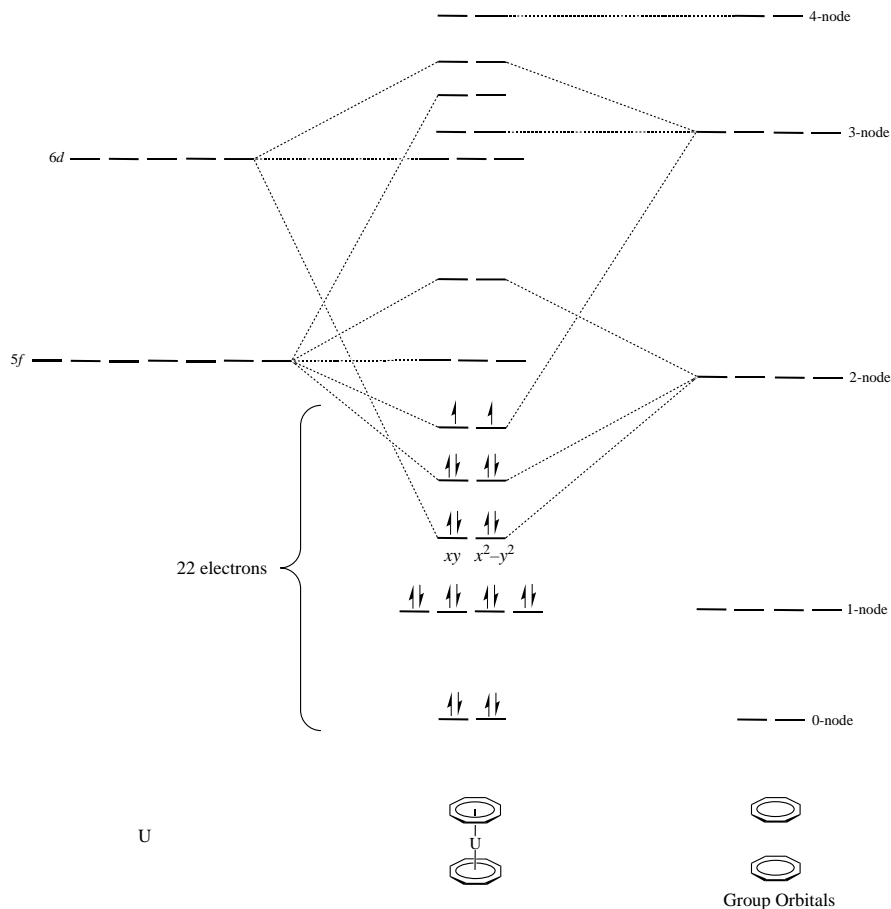 4-node
3-node
6d
5f
2-node
xy x²–y²
22 electrons
1-node
0-node
U
U
Group Orbitals